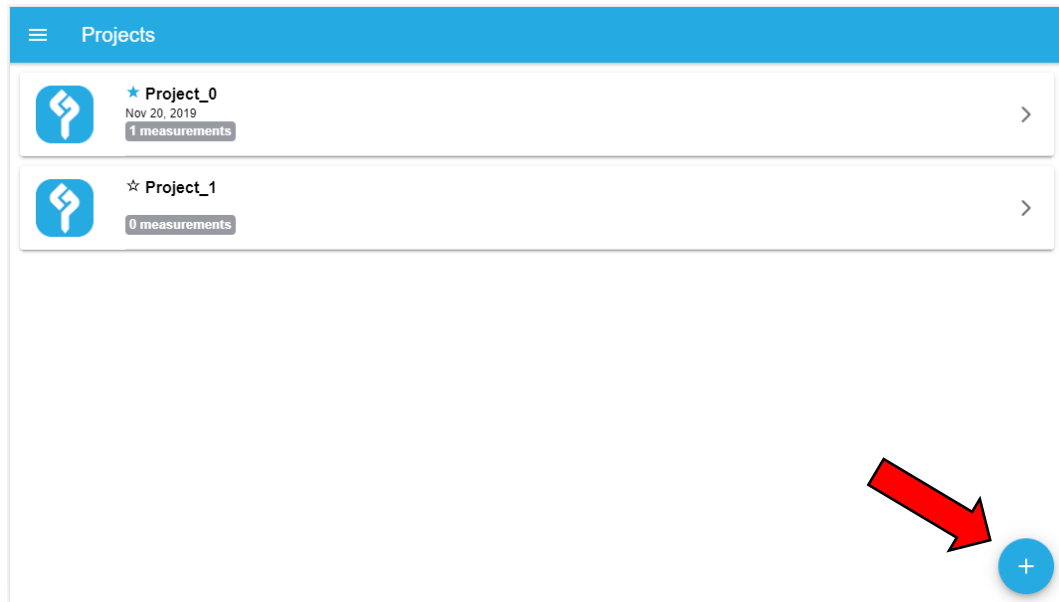 Projects
Project_0
Nov 20, 2019
1 measurements
Project_1
0 measurements